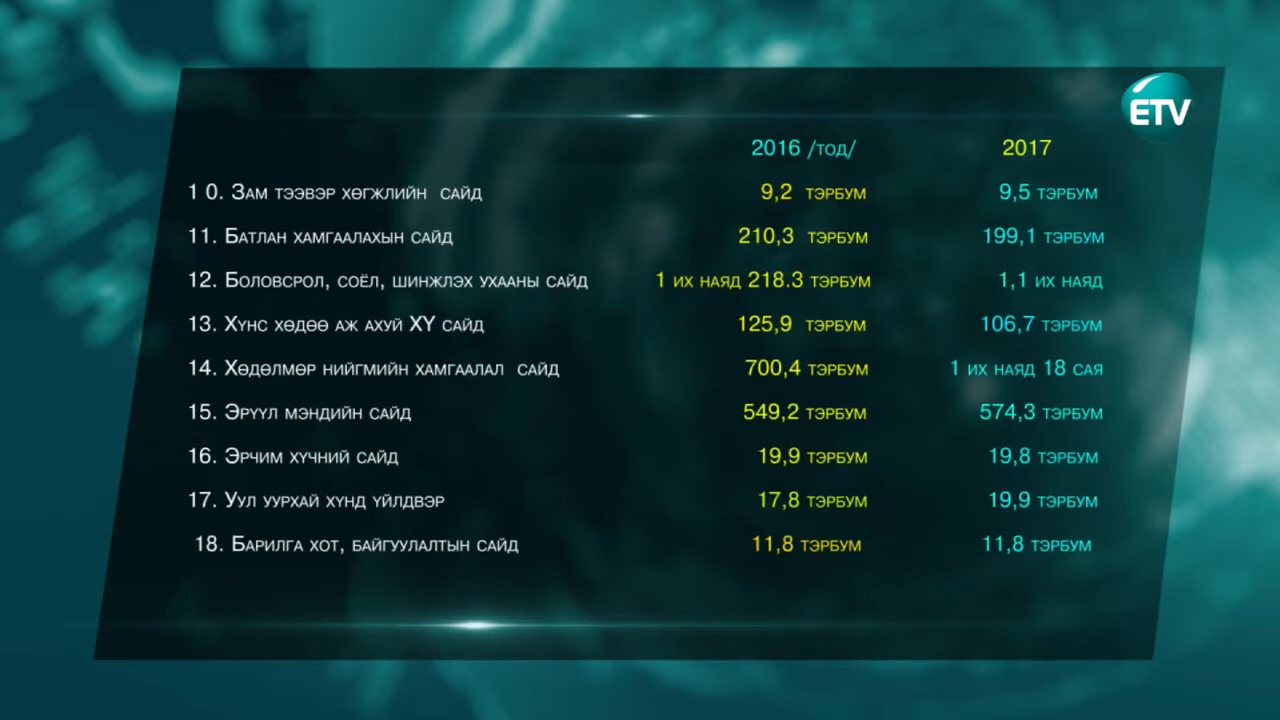 ETV
2016 /тод/ 2017
1 0. Зам тээвэр хөгжлийн сайд 9,2 тэрбум 9,5 тэрбум
11. Батлан хамгаалахын сайд 210,3 тэрбум 199,1 тэрбум
12. Боловсрол, соёл, шинжлэх ухааны сайд 1 их наяд 218.3 тэрбум 1,1 их наяд
13. Хүнс хөдөө аж ахуй ХҮ сайд 125,9 тэрбум 106,7 тэрбум
14. Хөдөлмөр нийгмийн хамгаалал сайд 700,4 тэрбум 1 их наяд 18 сая
15. Эрүүл мэндийн сайд 549,2 тэрбум 574,3 тэрбум
16. Эрчим хүчний сайд 19,9 тэрбум 19,8 тэрбум
17. Уул уурхай хүнд үйлдвэр 17,8 тэрбум 19,9 тэрбум
18. Барилга хот, байгуулалтын сайд 11,8 тэрбум 11,8 тэрбум